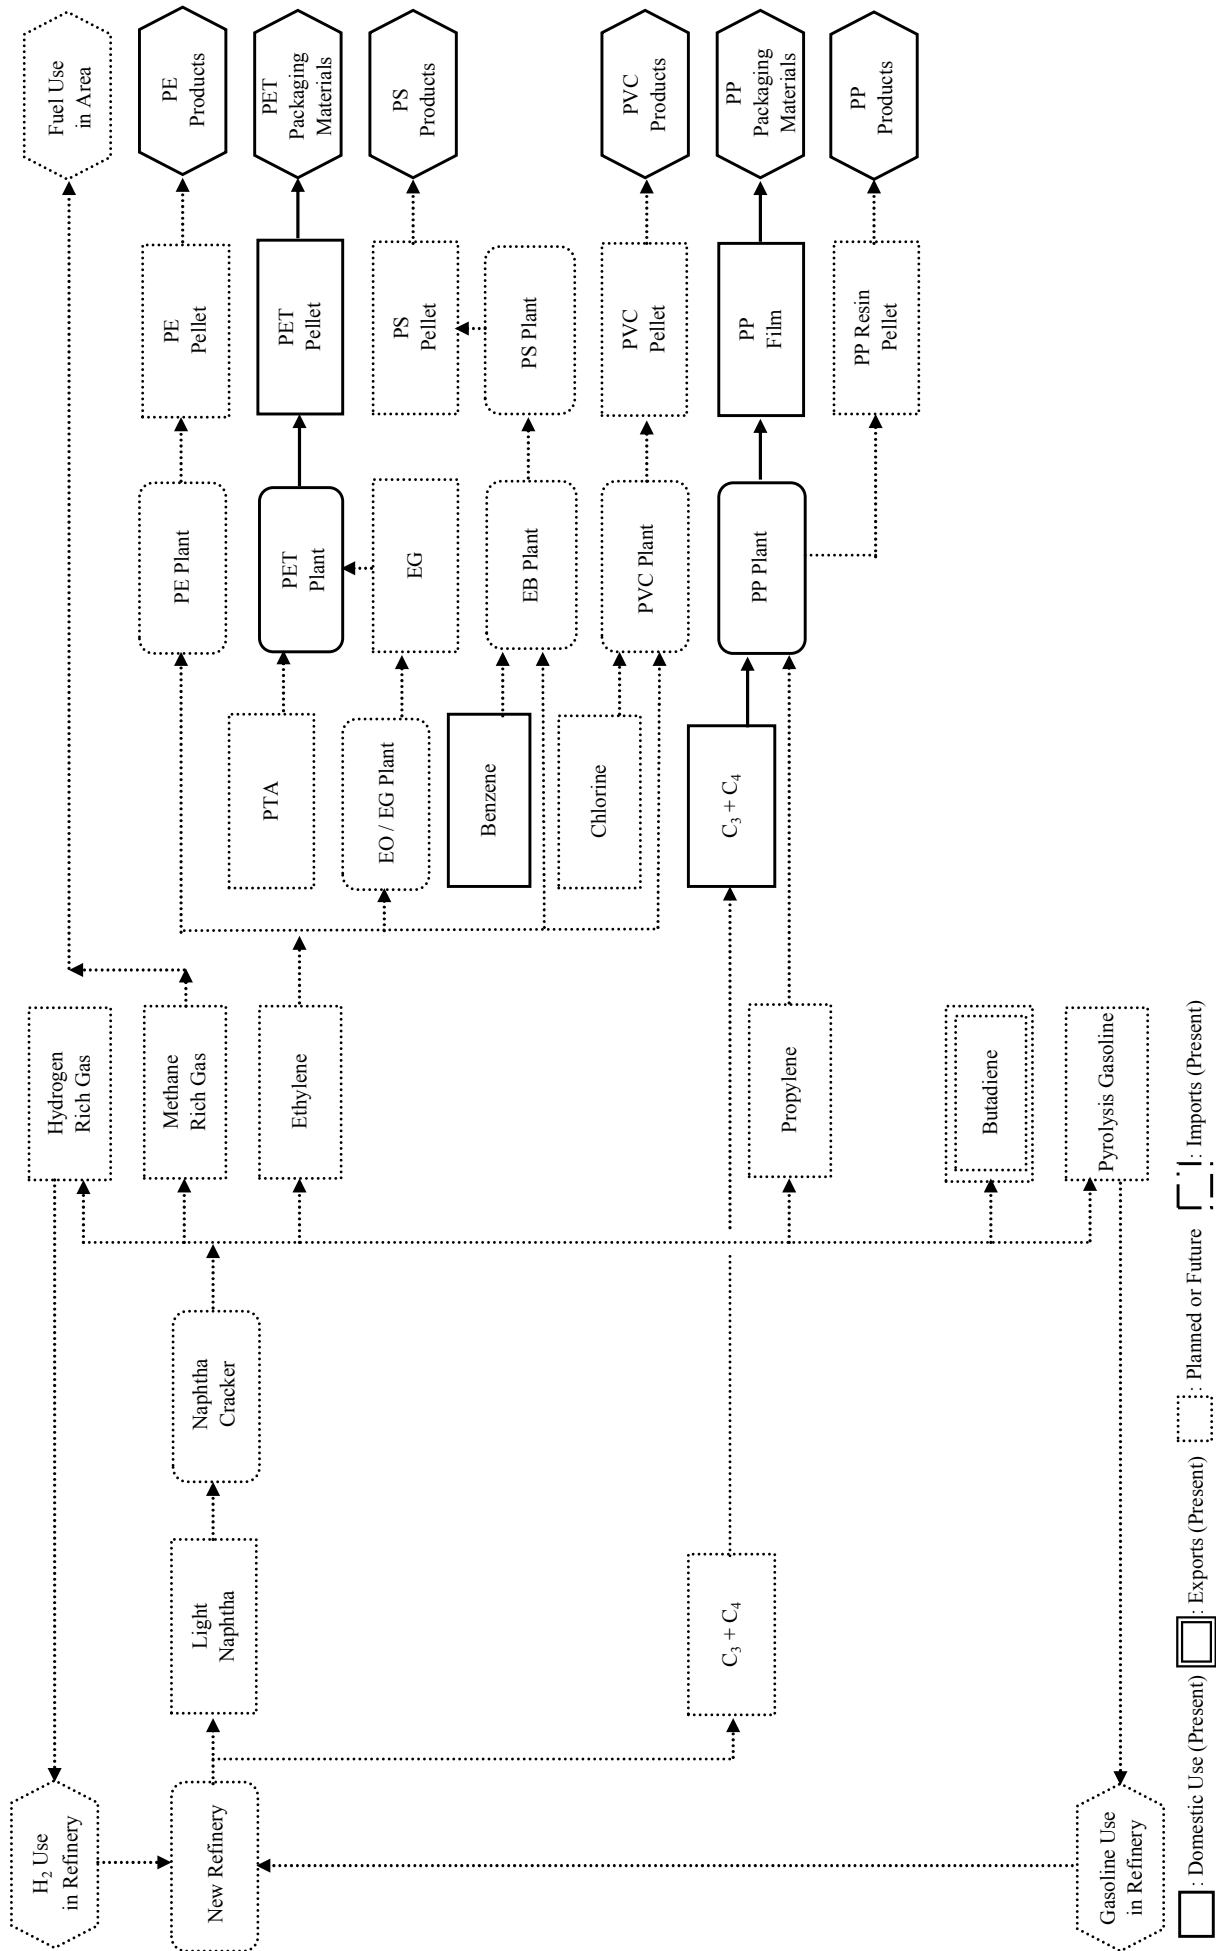 H2 Use
in Refinery
New Refinery
Gasoline Use
in Refinery
Light
Naphtha
C3 + C4
Naphtha
Cracker
Hydrogen
Rich Gas
Methane
Rich Gas
Ethylene
Propylene
Butadiene
Pyrolysis Gasoline
PTA
EO / EG Plant
Benzene
Chlorine
C3 + C4
PE Plant
PET
Plant
EG
EB Plant
PVC Plant
PP Plant
PE
Pellet
PET
Pellet
PS
Pellet
PS Plant
PVC
Pellet
PP
Film
PP Resin
Pellet
Fuel Use
in Area
PE
Products
PET
Packaging
Materials
PS
Products
PVC
Products
PP
Packaging
Materials
PP
Products
: Domestic Use (Present)
: Exports (Present)
: Planned or Future
: Imports (Present)